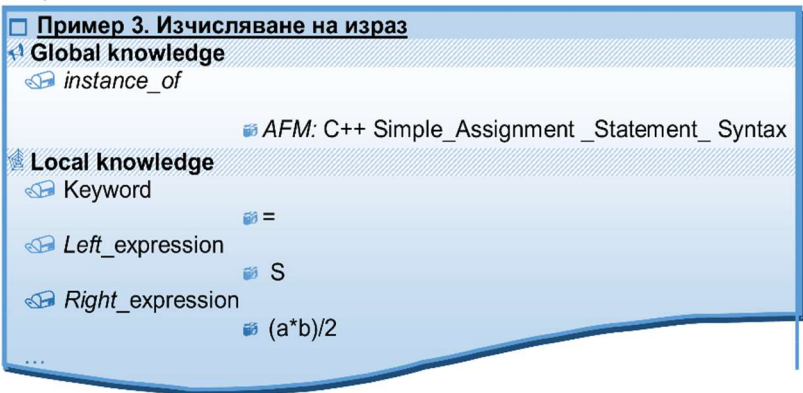 Пример 3. Изчисляване на израз
Global knowledge
instance_of
AFM: C++ Simple_Assignment _Statement_ Syntax
Local knowledge
Keyword
=
Left_expression
S
Right_expression
(a*b)/2
...